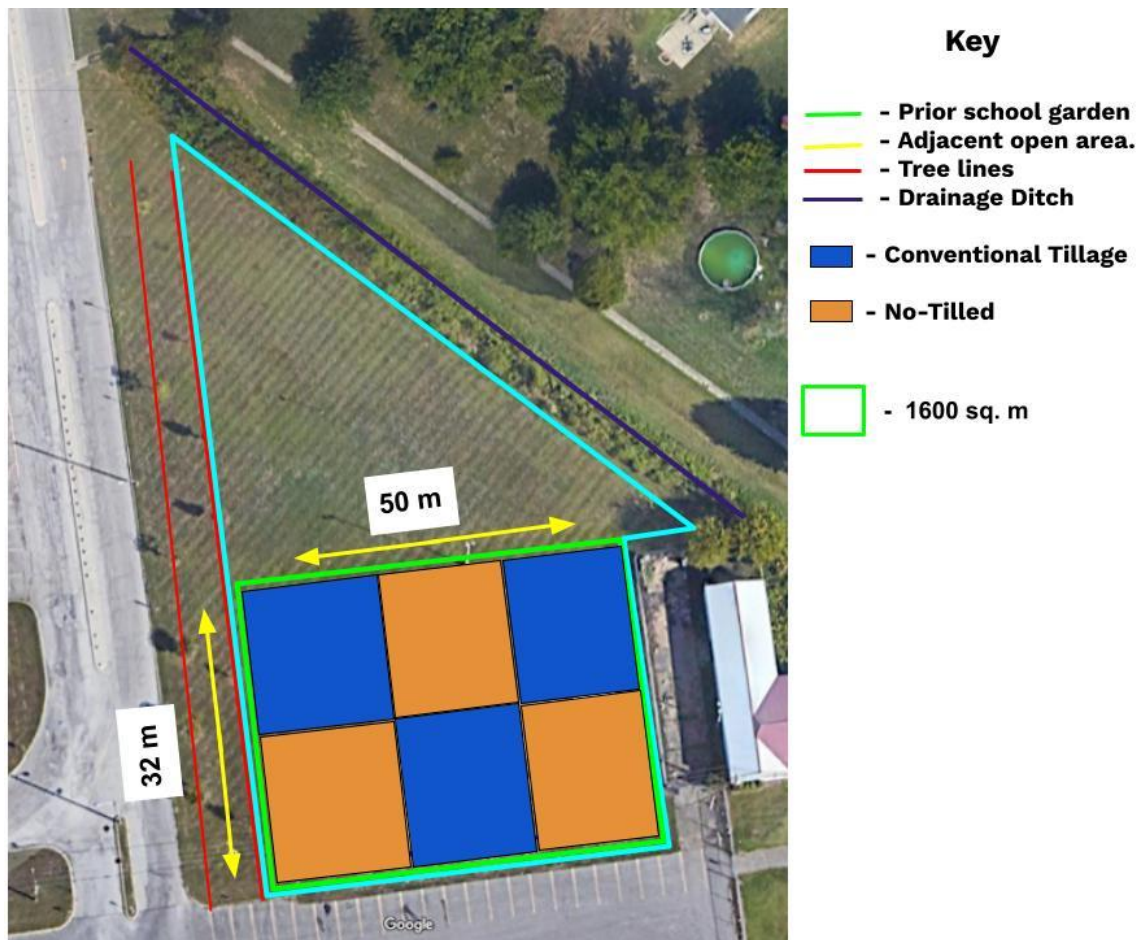 Key
- Prior school garden
- Adjacent open area.
- Tree lines
- Drainage Ditch
- Conventional Tillage
- No-Tilled
- 1600 sq. m
50 m
32 m
Google